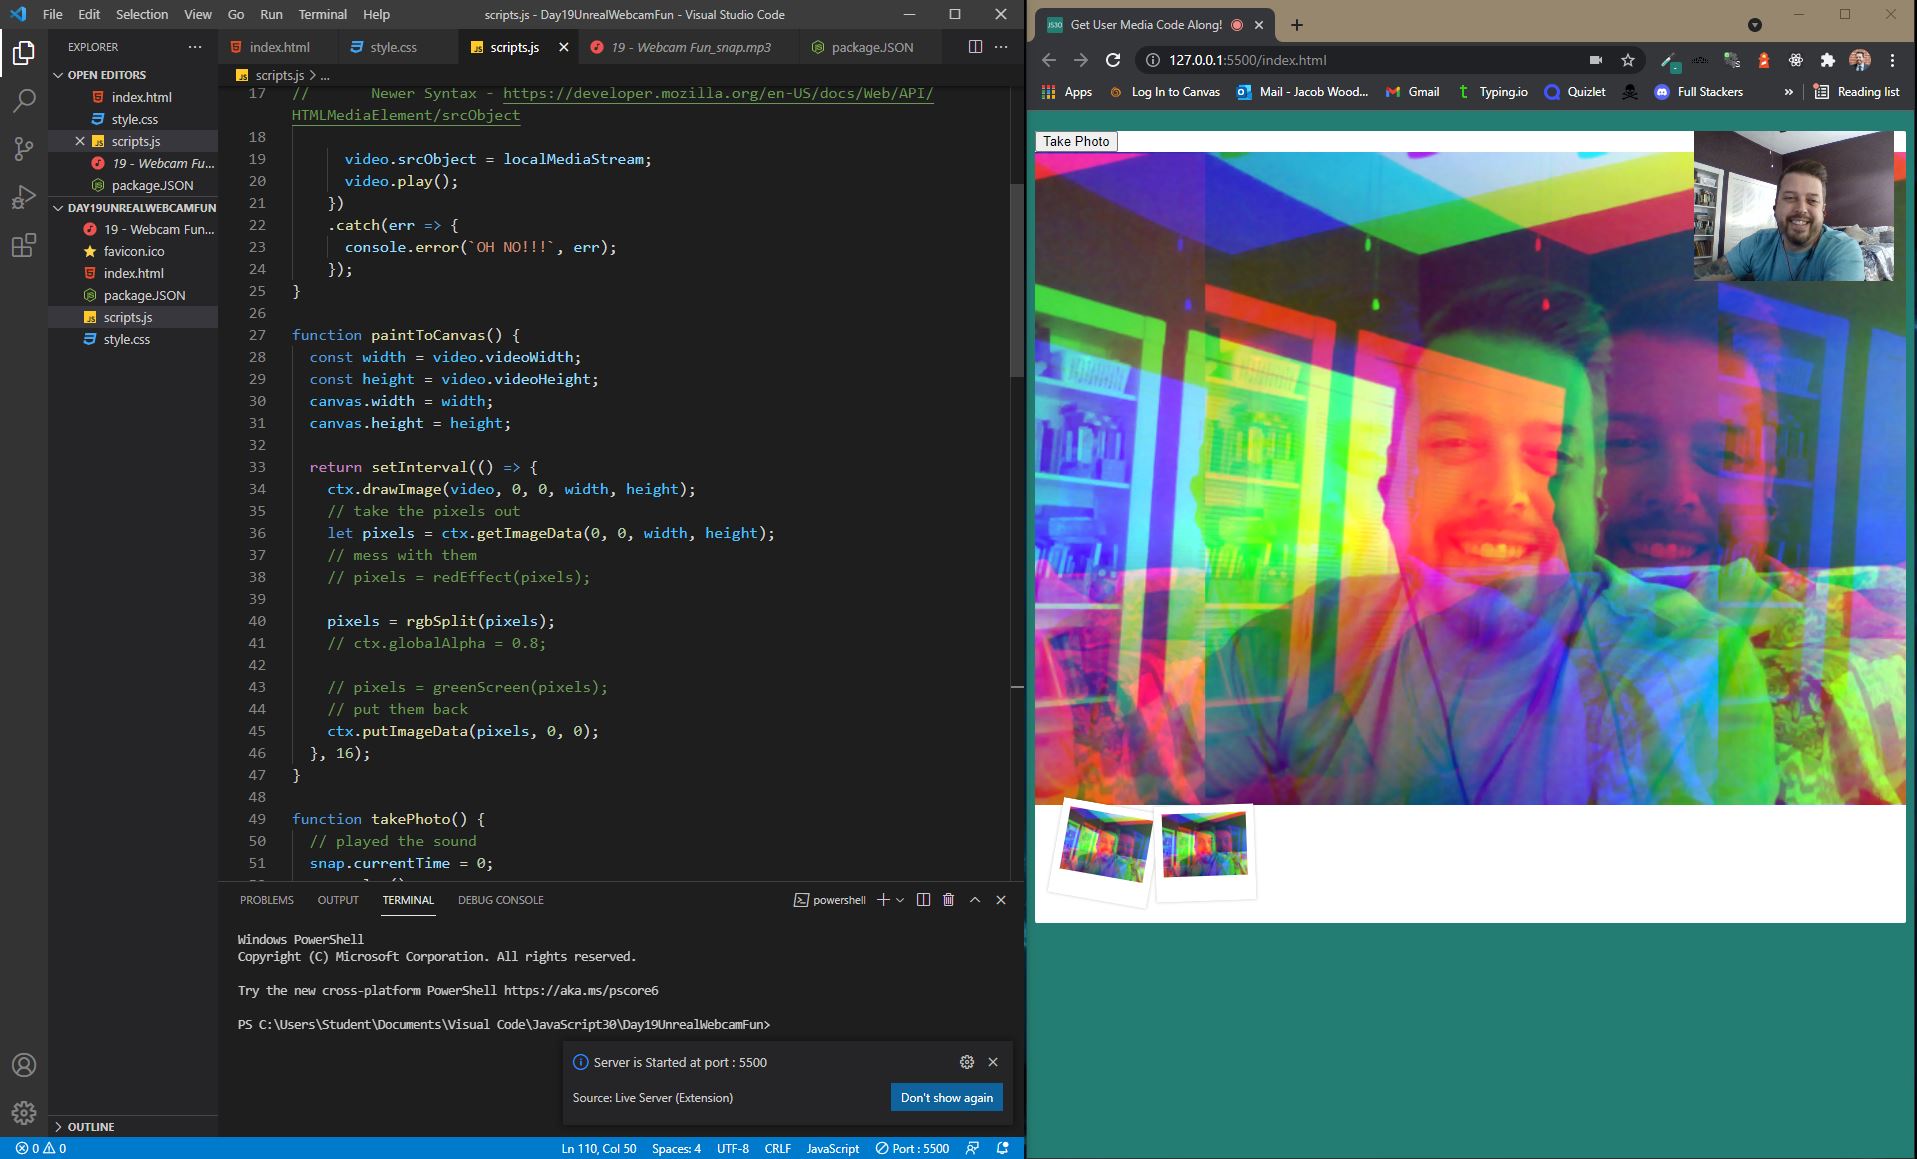 File Edit Selection View Go Run Terminal Help
scripts.js - Day19UnrealWebcamFun - Visual Studio Code
EXPLORER
OPEN EDITORS
index.html
style.css
scripts.js
19 - Webcam Fu...
package.JSON
DAY19UNREALWEBCAMFUN
19 - Webcam Fun...
favicon.ico
index.html
package.JSON
scripts.js
style.css
OUTLINE
index.html style.css scripts.js 19 - Webcam Fun_snap.mp3 package.JSON
scripts.js > ...
17 // Newer Syntax - https://developer.mozilla.org/en-US/docs/Web/API/
HTMLMediaElement/srcObject
18
19 video.srcObject = localMediaStream;
20 video.play();
21 })
22 .catch(err => {
23 console.error(`OH NO!!!`, err);
24 });
25 }
26
27 function paintToCanvas() {
28 const width = video.videoWidth;
29 const height = video.videoHeight;
30 canvas.width = width;
31 canvas.height = height;
32
33 return setInterval(() => {
34 ctx.drawImage(video, 0, 0, width, height);
35 // take the pixels out
36 let pixels = ctx.getImageData(0, 0, width, height);
37 // mess with them
38 // pixels = redEffect(pixels);
39
40 pixels = rgbSplit(pixels);
41 // ctx.globalAlpha = 0.8;
42
43 // pixels = greenScreen(pixels);
44 // put them back
45 ctx.putImageData(pixels, 0, 0);
46 }, 16);
47 }
48
49 function takePhoto() {
50 // played the sound
51 snap.currentTime = 0;
PROBLEMS OUTPUT TERMINAL DEBUG CONSOLE
powershell
Windows PowerShell
Copyright (C) Microsoft Corporation. All rights reserved.
Try the new cross-platform PowerShell https://aka.ms/pscore6
PS C:\Users\Student\Documents\Visual Code\JavaScript30\Day19UnrealWebcamFun>
Server is Started at port : 5500
Source: Live Server (Extension)
Don't show again
0 0
Ln 110, Col 50 Spaces: 4 UTF-8 CRLF JavaScript Port : 5500
JS30 Get User Media Code Along!
127.0.0.1:5500/index.html
Apps Log In to Canvas Mail - Jacob Wood... Gmail Typing.io Quizlet Full Stackers » Reading list
Take Photo